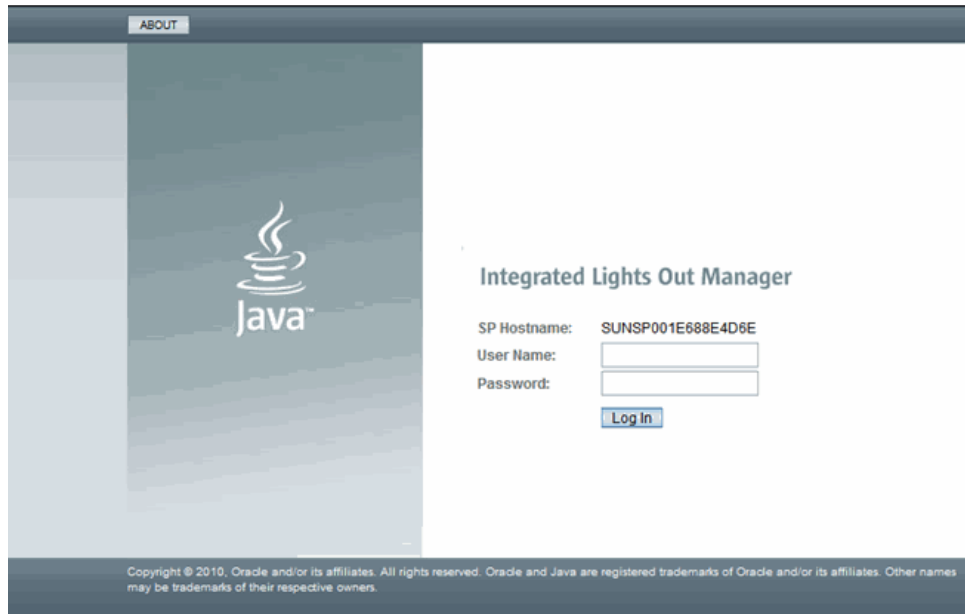 ABOUT
Java™
Integrated Lights Out Manager
SP Hostname: SUNSP001E688E4D6E
User Name:
Password:
Log In
Copyright © 2010, Oracle and/or its affiliates. All rights reserved. Oracle and Java are registered trademarks of Oracle and/or its affiliates. Other names
may be trademarks of their respective owners.